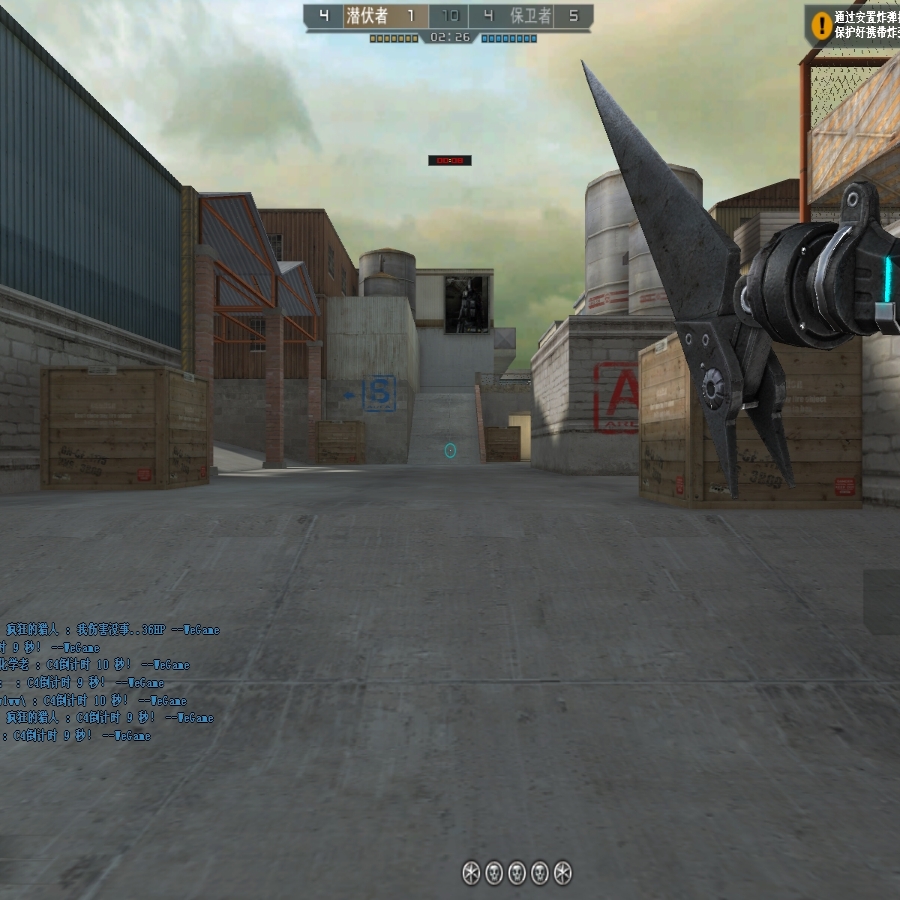 4 潜伏者 1 10 4 保卫者 5
02:26
通过安置炸弹
保护好携带炸
S
A
3809
疯狂的猎人 : 我伤害没事..36HP --WeGame
时 9 秒! --WeGame
化学老 : C4倒计时 10 秒! --WeGame
: : C4倒计时 9 秒! --WeGame
: C4倒计时 10 秒! --WeGame
疯狂的猎人 : C4倒计时 9 秒! --WeGame
: C4倒计时 9 秒! --WeGame